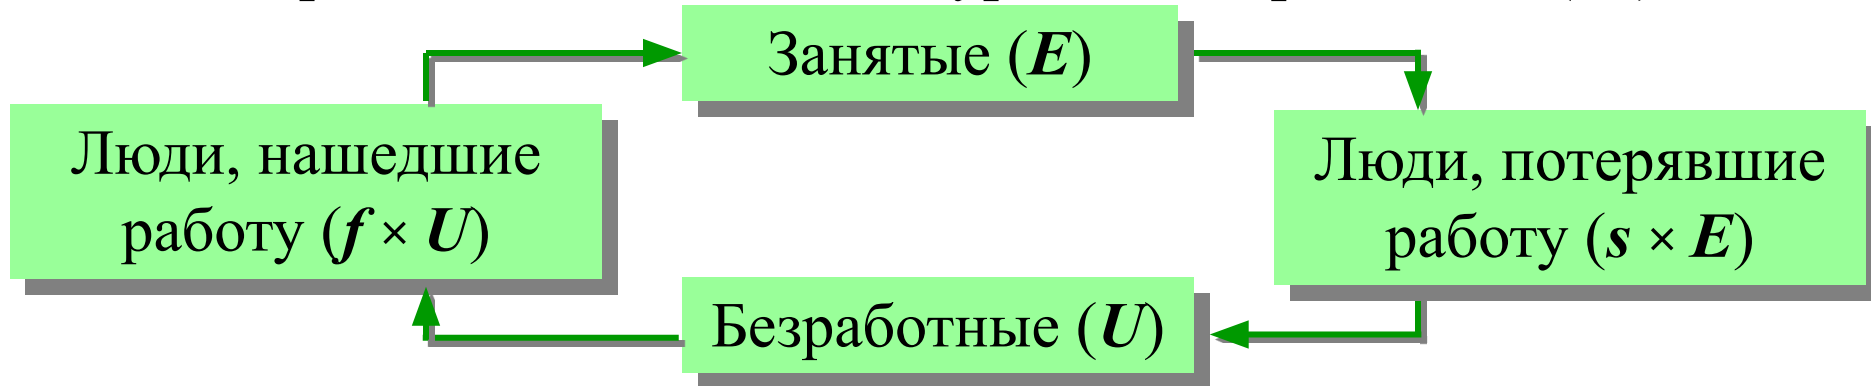 Занятые (E)
Люди, нашедшие
работу (f × U)
Люди, потерявшие
работу (s × E)
Безработные (U)